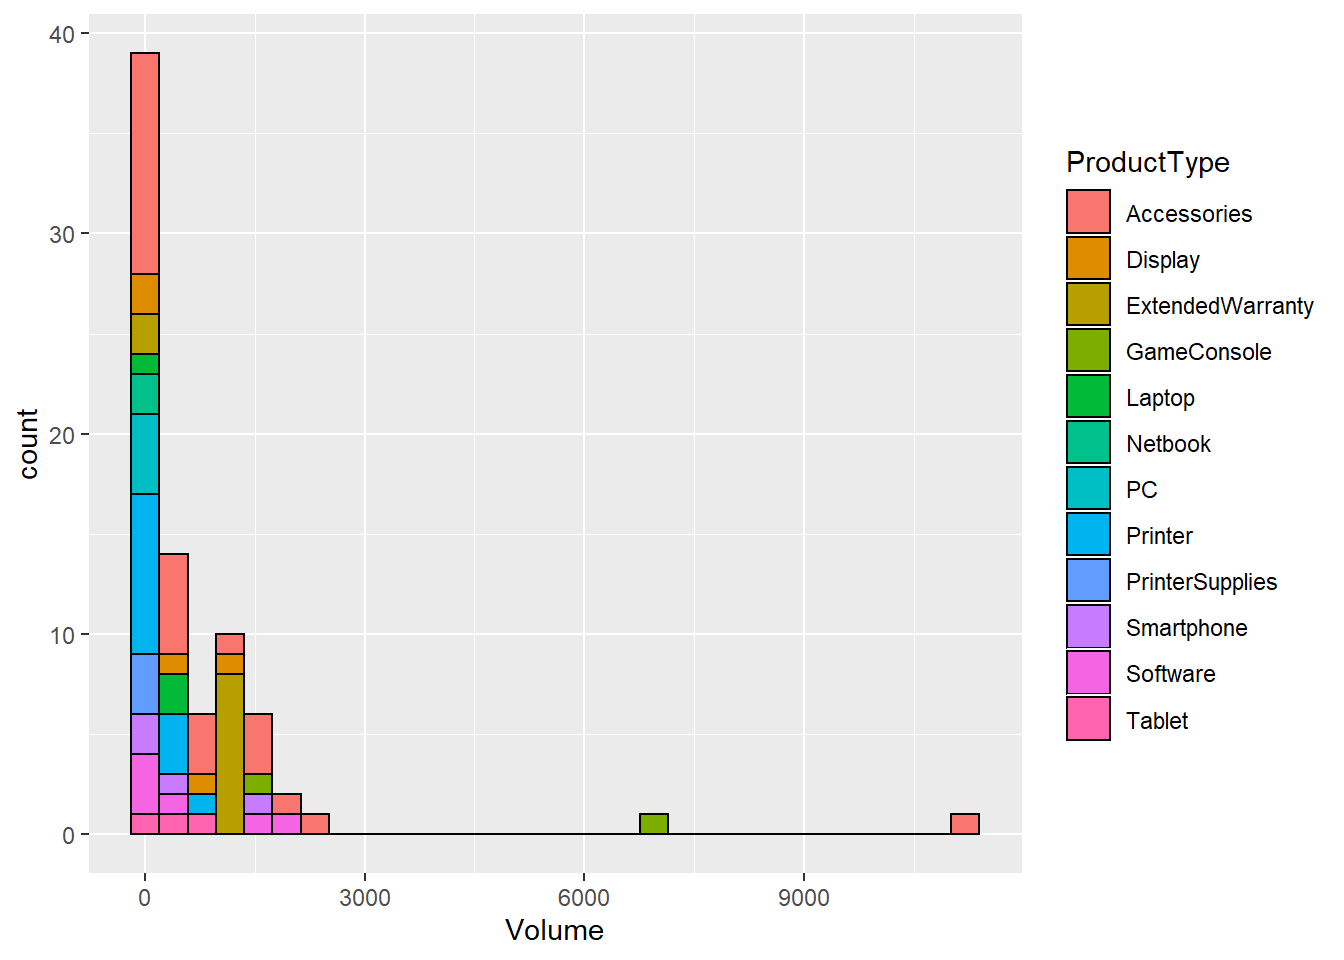 40
30
20
10
0
count
0 3000 6000 9000
Volume
ProductType
Accessories
Display
ExtendedWarranty
GameConsole
Laptop
Netbook
PC
Printer
PrinterSupplies
Smartphone
Software
Tablet